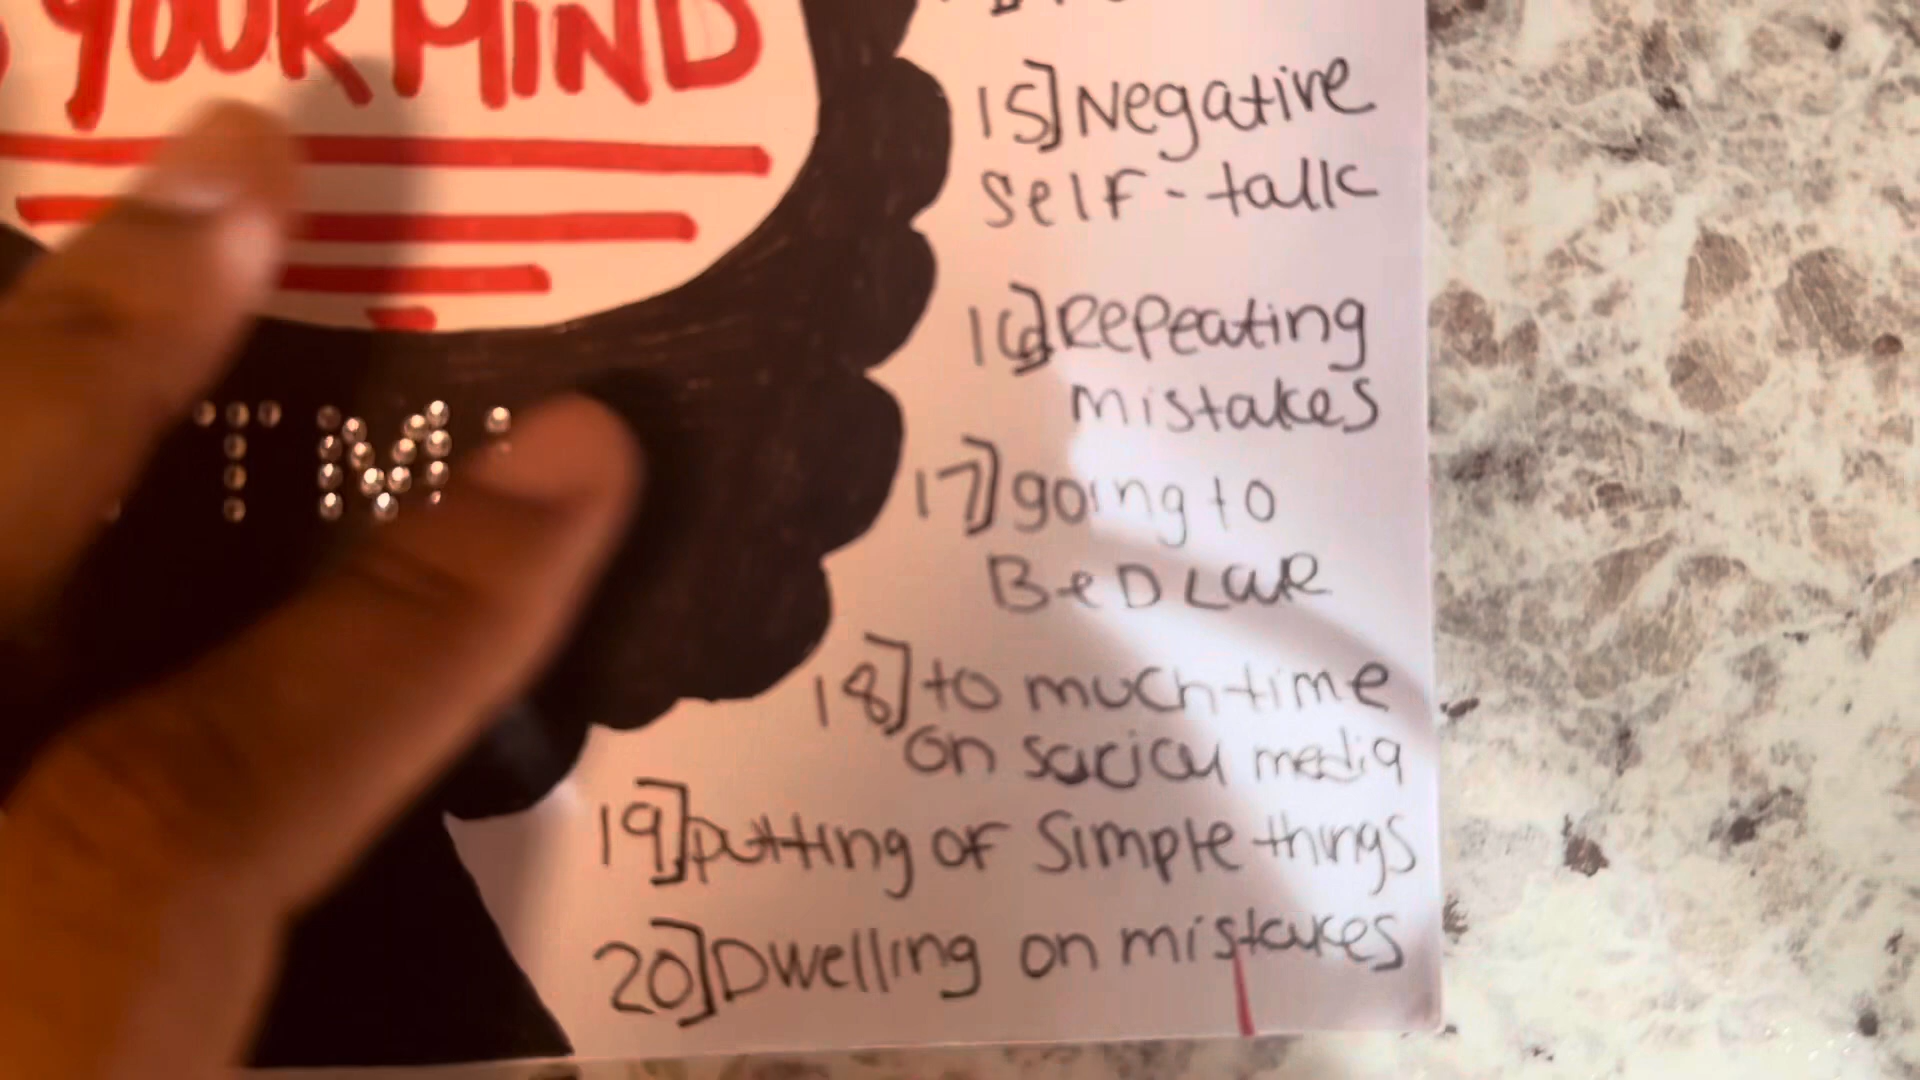 YOUR MIND
TM
15] Negative
self-talk
16] Repeating
mistakes
17] going to
BeD Late
18] to much time
on social media
19] putting of simple things
20] Dwelling on mistakes